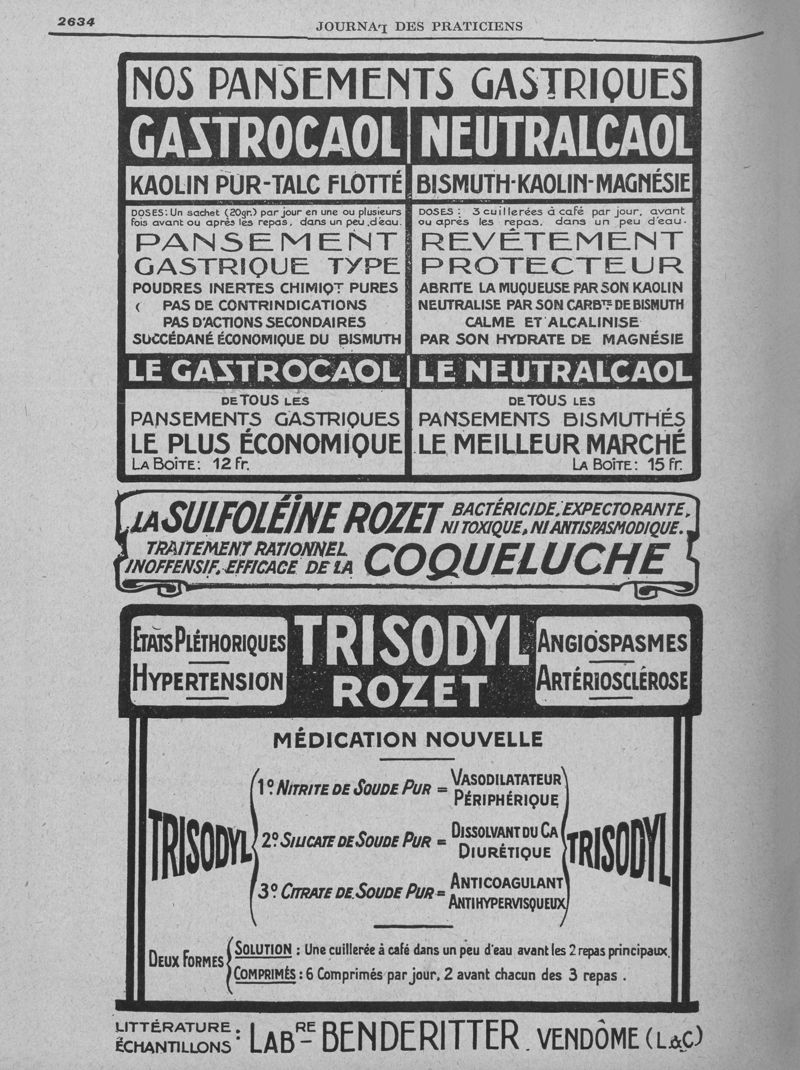 2634
JOURNAL DES PRATICIENS
NOS PANSEMENTS GASTRIQUES
GASTROCAOL
KAOLIN PUR-TALC FLOTTÉ
DOSES: Un sachet (20gr.) par jour en une ou plusieurs
fois avant ou après les repas, dans un peu d'eau.
PANSEMENT
GASTRIQUE TYPE
POUDRES INERTES CHIMIQT PURES
PAS DE CONTRINDICATIONS
PAS D'ACTIONS SECONDAIRES
SUCCÉDANÉ ÉCONOMIQUE DU BISMUTH
LE GASTROCAOL
DE TOUS LES
PANSEMENTS GASTRIQUES
LE PLUS ÉCONOMIQUE
LA BOÎTE: 12 Fr.
NEUTRALCAOL
BISMUTH-KAOLIN-MAGNÉSIE
DOSES: 3 cuillerées à café par jour, avant
ou après les repas, dans un peu d'eau.
REVÊTEMENT
PROTECTEUR
ABRITE LA MUQUEUSE PAR SON KAOLIN
NEUTRALISE PAR SON CARBTE DE BISMUTH
CALME ET ALCALINISE
PAR SON HYDRATE DE MAGNÉSIE
LE NEUTRALCAOL
DE TOUS LES
PANSEMENTS BISMUTHÉS
LE MEILLEUR MARCHÉ
LA BOÎTE: 15 Fr.
LA SULFOLÉÏNE ROZET BACTÉRICIDE, EXPECTORANTE,
NI TOXIQUE, NI ANTISPASMODIQUE.
TRAITEMENT RATIONNEL
INOFFENSIF, EFFICACE DE LA COQUELUCHE
ETATS PLÉTHORIQUES
HYPERTENSION
TRISODYL
ROZET
ANGIOSPASMES
ARTÉRIOSCLÉROSE
MÉDICATION NOUVELLE
TRISODYL
1º. NITRITE DE SOUDE PUR = VASODILATATEUR
PÉRIPHÉRIQUE
2º. SILICATE DE SOUDE PUR = DISSOLVANT DU CA
DIURÉTIQUE
3º. CITRATE DE SOUDE PUR = ANTICOAGULANT
ANTIHYPERVISQUEUX
TRISODYL
DEUX FORMES
SOLUTION : Une cuillerée à café dans un peu d'eau avant les 2 repas principaux.
COMPRIMÉS : 6 Comprimés par jour, 2 avant chacun des 3 repas.
LITTÉRATURE :
ÉCHANTILLONS : LABRE BENDERITTER. VENDÔME (L&C)